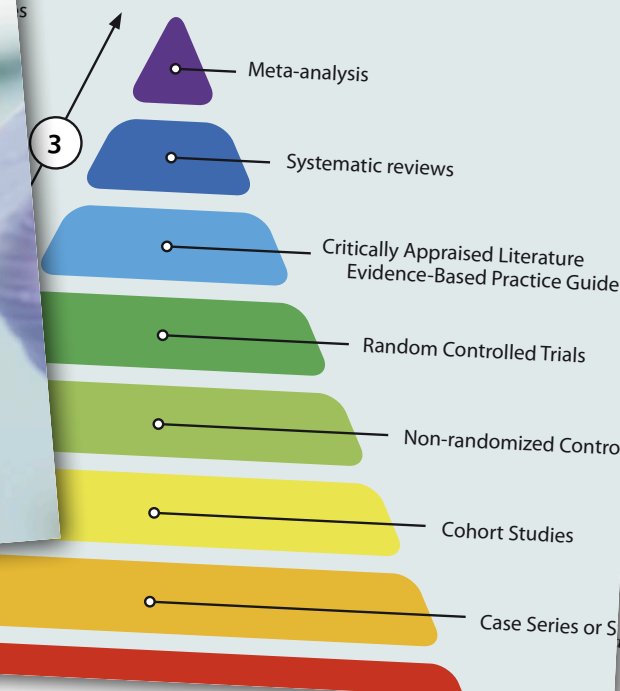 3
Meta-analysis
Systematic reviews
Critically Appraised Literature
Evidence-Based Practice Guide
Random Controlled Trials
Non-randomized Contro
Cohort Studies
Case Series or S